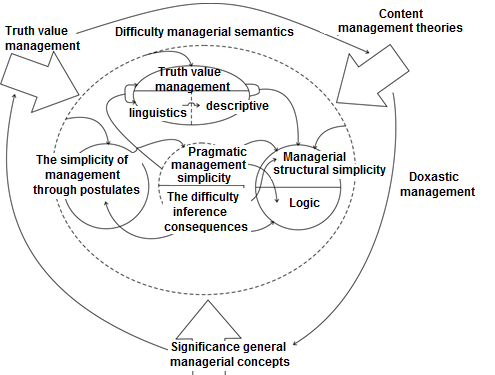 Truth value
management
Difficulty managerial semantics
Content
management theories
Truth value
management
linguistics
descriptive
The simplicity of
management
through postulates
Pragmatic
management
simplicity
The difficulty
inference
consequences
Managerial
structural simplicity
Logic
Doxastic
management
Significance general
managerial concepts